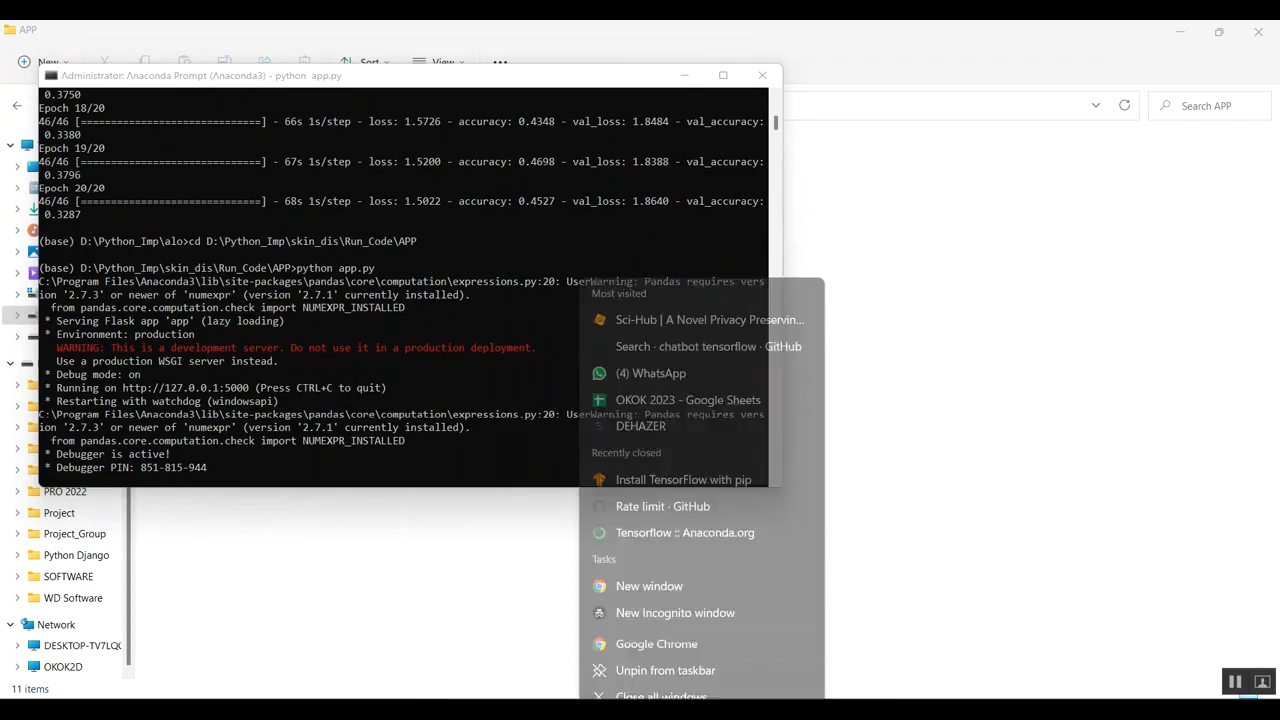 APP
New
Sort
View
Administrator: Anaconda Prompt (Anaconda3) - python app.py
Search APP
0.3750
Epoch 18/20
46/46 [==============================] - 66s 1s/step - loss: 1.5726 - accuracy: 0.4348 - val_loss: 1.8484 - val_accuracy:
0.3380
Epoch 19/20
46/46 [==============================] - 67s 1s/step - loss: 1.5200 - accuracy: 0.4698 - val_loss: 1.8388 - val_accuracy:
0.3796
Epoch 20/20
46/46 [==============================] - 68s 1s/step - loss: 1.5022 - accuracy: 0.4527 - val_loss: 1.8640 - val_accuracy:
0.3287
(base) D:\Python_Imp\alo>cd D:\Python_Imp\skin_dis\Run_Code\APP
(base) D:\Python_Imp\skin_dis\Run_Code\APP>python app.py
C:\Program Files\Anaconda3\lib\site-packages\pandas\core\computation\expressions.py:20: UserWarning: Pandas requires vers
ion '2.7.3' or newer of 'numexpr' (version '2.7.1' currently installed).
from pandas.core.computation.check import NUMEXPR_INSTALLED
* Serving Flask app 'app' (lazy loading)
* Environment: production
WARNING: This is a development server. Do not use it in a production deployment.
Use a production WSGI server instead.
* Debug mode: on
* Running on http://127.0.0.1:5000 (Press CTRL+C to quit)
* Restarting with watchdog (windowsapi)
C:\Program Files\Anaconda3\lib\site-packages\pandas\core\computation\expressions.py:20: UserWarning: Pandas requires vers
ion '2.7.3' or newer of 'numexpr' (version '2.7.1' currently installed).
from pandas.core.computation.check import NUMEXPR_INSTALLED
* Debugger is active!
* Debugger PIN: 851-815-944
Most visited
Sci-Hub | A Novel Privacy Preservin...
Search · chatbot tensorflow · GitHub
(4) WhatsApp
OKOK 2023 - Google Sheets
DEHAZER
Recently closed
Install TensorFlow with pip
Rate limit · GitHub
Tensorflow :: Anaconda.org
Tasks
New window
New Incognito window
Google Chrome
Unpin from taskbar
Close all windows
PRO 2022
Project
Project_Group
Python Django
SOFTWARE
WD Software
Network
DESKTOP-TV7LQ
OKOK2D
11 items